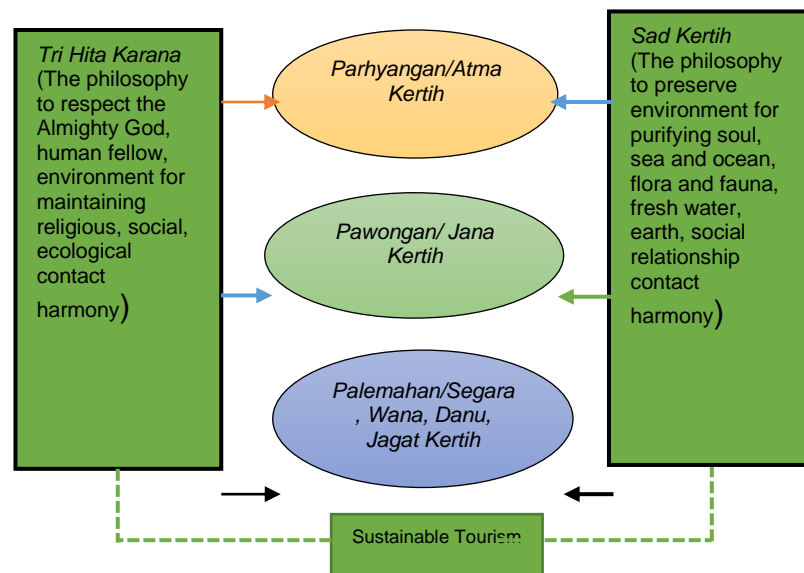 Tri Hita Karana
(The philosophy
to respect the
Almighty God,
human fellow,
environment for
maintaining
religious, social,
ecological
contact
harmony)
Parhyangan/Atma
Kertih
Pawongan/ Jana
Kertih
Palemahan/Segara
, Wana, Danu,
Jagat Kertih
Sad Kertih
(The philosophy
to preserve
environment for
purifying soul,
sea and ocean,
flora and fauna,
fresh water,
earth, social
relationship
contact
harmony)
Sustainable Tourism